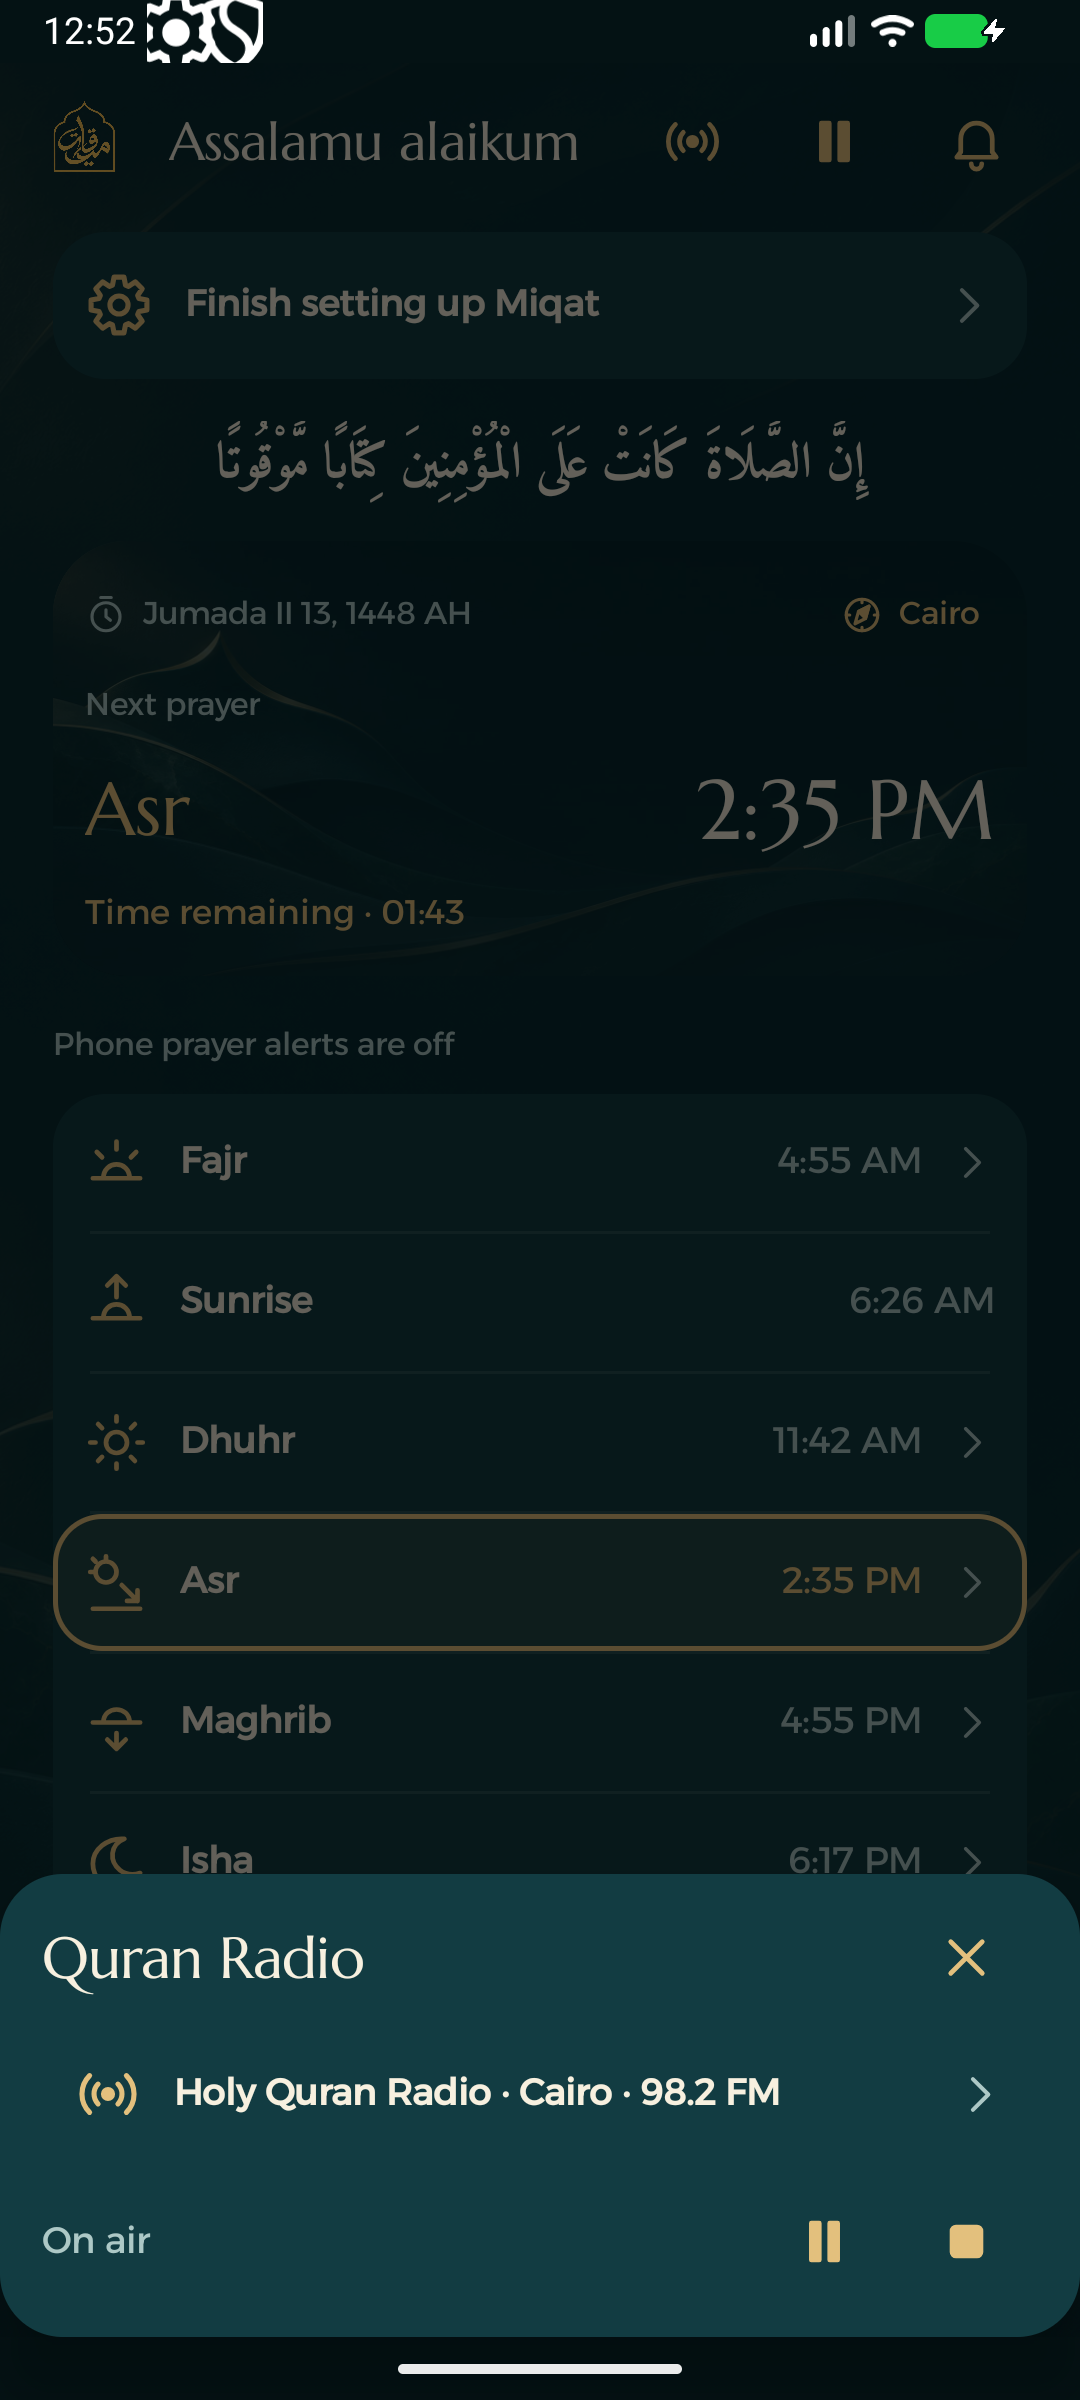 12:52
Assalamu alaikum
Finish setting up Miqat
إِنَّ الصَّلَاةَ كَانَتْ عَلَى الْمُؤْمِنِينَ كِتَابًا مَّوْقُوتًا
Jumada II 13, 1448 AH Cairo
Next prayer
Asr 2:35 PM
Time remaining · 01:43
Phone prayer alerts are off
Fajr 4:55 AM
Sunrise 6:26 AM
Dhuhr 11:42 AM
Asr 2:35 PM
Maghrib 4:55 PM
Isha 6:17 PM
Quran Radio
Holy Quran Radio · Cairo · 98.2 FM
On air